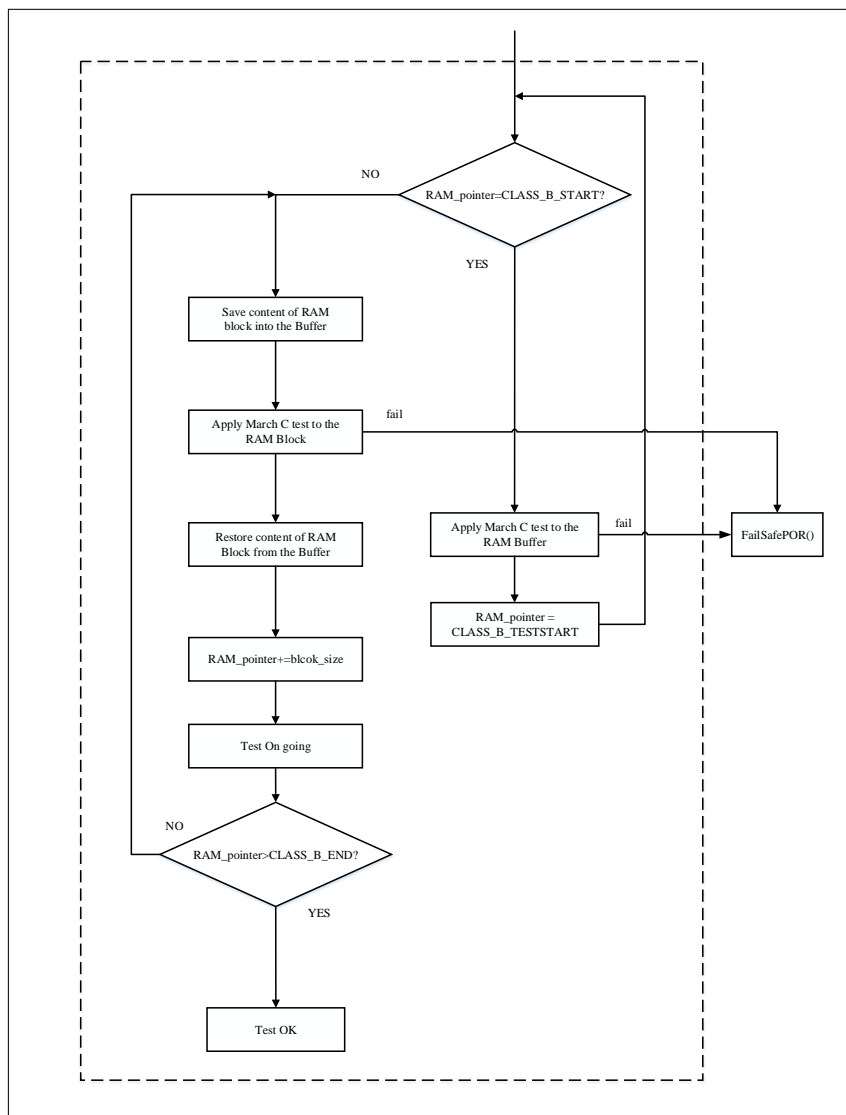 NO
RAM_pointer=CLASS_B_START?
YES
Save content of RAM
block into the Buffer
Apply March C test to the
RAM Block
fail
Restore content of RAM
Block from the Buffer
Apply March C test to the
RAM Buffer
fail
FailSafePOR()
RAM_pointer =
CLASS_B_TESTSTART
RAM_pointer+=blcok_size
Test On going
NO
RAM_pointer>CLASS_B_END?
YES
Test OK